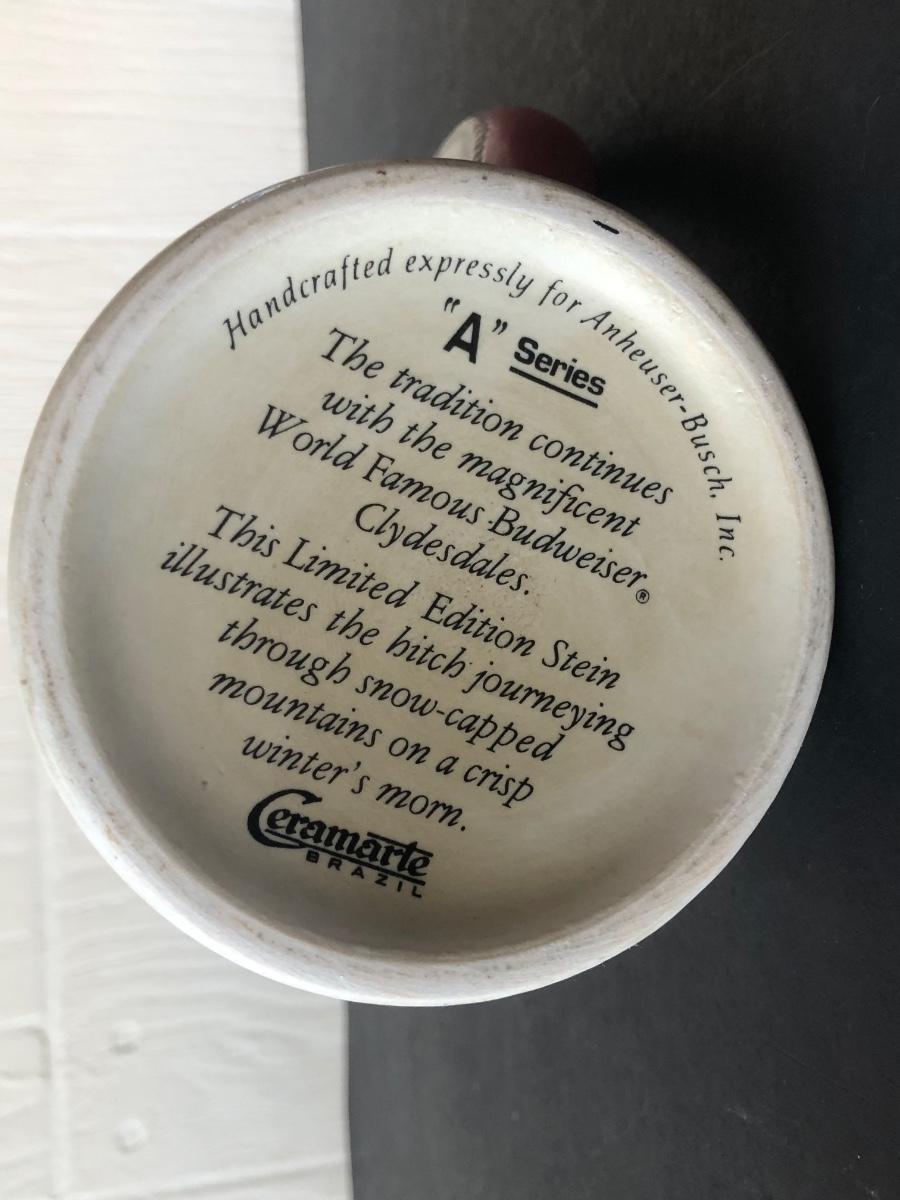 Handcrafted expressly for Anheuser-Busch, Inc.
"A" Series
The tradition continues
with the magnificent
World Famous Budweiser®
Clydesdales.
This Limited Edition Stein
illustrates the hitch journeying
through snow-capped
mountains on a crisp
winter's morn.
Ceramarte
BRAZIL